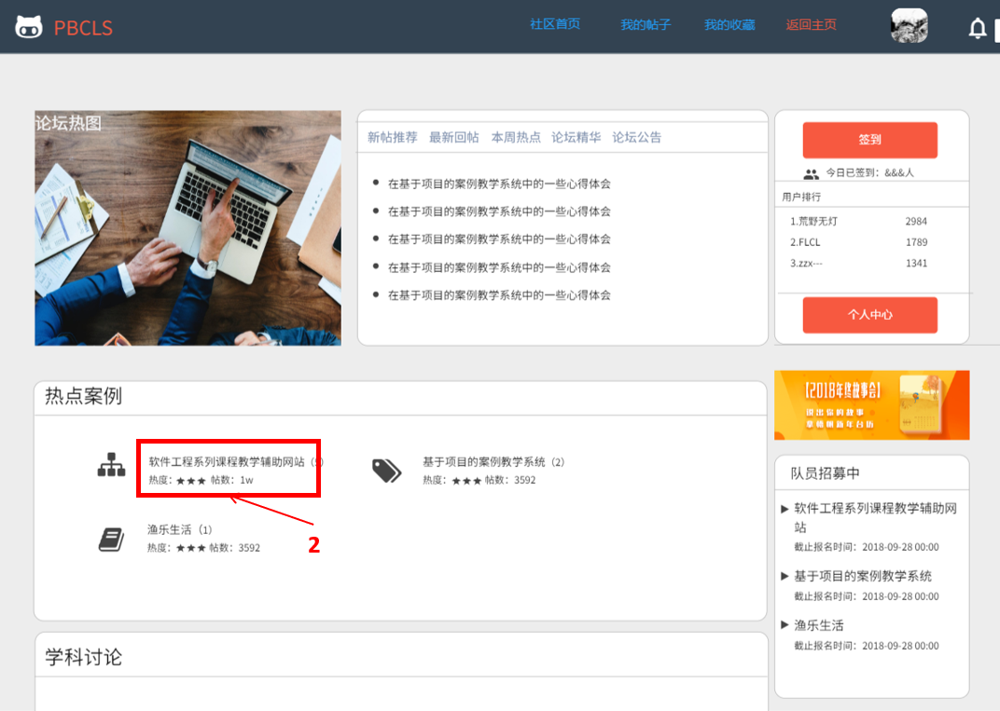 PBCLS
社区首页 我的帖子 我的收藏 返回主页
论坛热图
新帖推荐 最新回帖 本周热点 论坛精华 论坛公告
在基于项目的案例教学系统中的一些心得体会
在基于项目的案例教学系统中的一些心得体会
在基于项目的案例教学系统中的一些心得体会
在基于项目的案例教学系统中的一些心得体会
在基于项目的案例教学系统中的一些心得体会
签到
今日已签到：&&&人
用户排行
1.荒野无灯 2984
2.FLCL 1789
3.zzx--- 1341
个人中心
热点案例
软件工程系列课程教学辅助网站（5）
热度：★★★ 帖数：1w
基于项目的案例教学系统（2）
热度：★★★ 帖数：3592
渔乐生活（1）
热度：★★★ 帖数：3592
2
【2018年终故事会】
说出你的故事
拿锤明新年台历
队员招募中
软件工程系列课程教学辅助网
站
截止报名时间：2018-09-28 00:00
基于项目的案例教学系统
截止报名时间：2018-09-28 00:00
渔乐生活
截止报名时间：2018-09-28 00:00
学科讨论